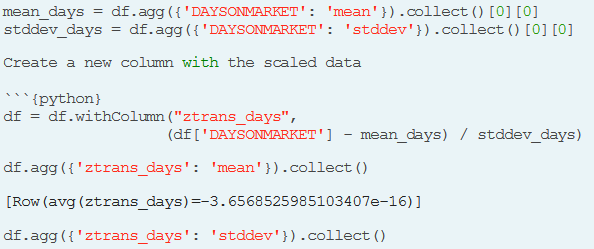 mean_days = df.agg({'DAYSONMARKET': 'mean'}).collect()[0][0]
stddev_days = df.agg({'DAYSONMARKET': 'stddev'}).collect()[0][0]
Create a new column with the scaled data
```{python}
df = df.withColumn("ztrans_days",
(df['DAYSONMARKET'] - mean_days) / stddev_days)
df.agg({'ztrans_days': 'mean'}).collect()
[Row(avg(ztrans_days)=-3.6568525985103407e-16)]
df.agg({'ztrans_days': 'stddev'}).collect()